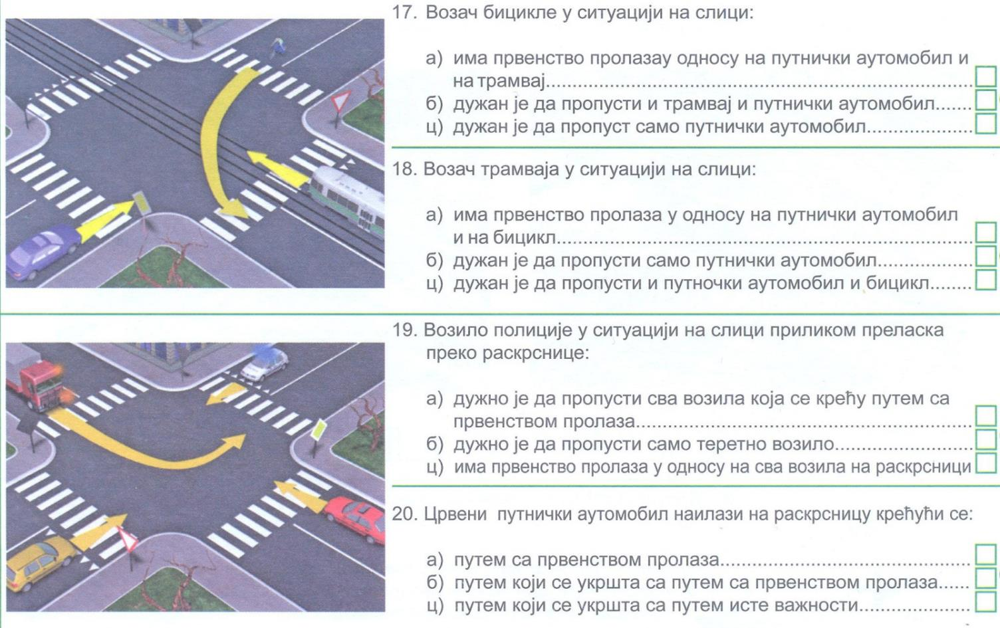 17. Возач бицикле у ситуацији на слици:
а) има првенство пролазау односу на путнички аутомобил и
на трамвај
б) дужан је да пропусти и трамвај и путнички аутомобил
ц) дужан је да пропуст само путнички аутомобил
18. Возач трамваја у ситуацији на слици:
а) има првенство пролаза у односу на путнички аутомобил
и на бицикл
б) дужан је да пропусти само путнички аутомобил
ц) дужан је да пропусти и путночки аутомобил и бицикл
19. Возило полиције у ситуацији на слици приликом преласка
преко раскрснице:
а) дужно је да пропусти сва возила која се крећу путем са
првенством пролаза
б) дужно је да пропусти само теретно возило
ц) има првенство пролаза у односу на сва возила на раскрсници
20. Црвени путнички аутомобил наилази на раскрсницу крећући се:
а) путем са првенством пролаза
б) путем који се укршта са путем са првенством пролаза
ц) путем који се укршта са путем исте важности